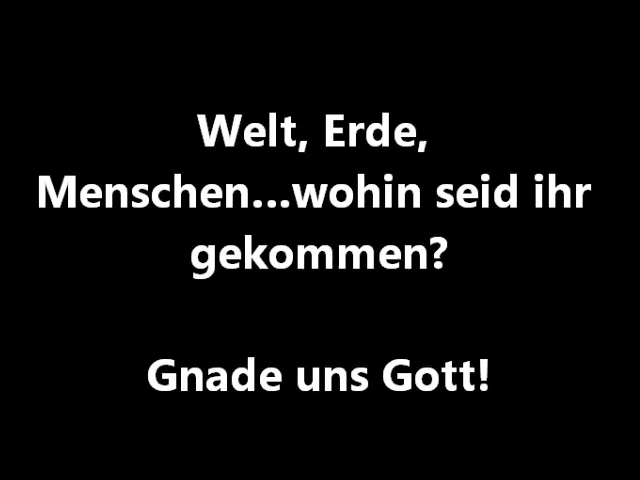 Welt, Erde,
Menschen...wohin seid ihr
gekommen?
Gnade uns Gott!